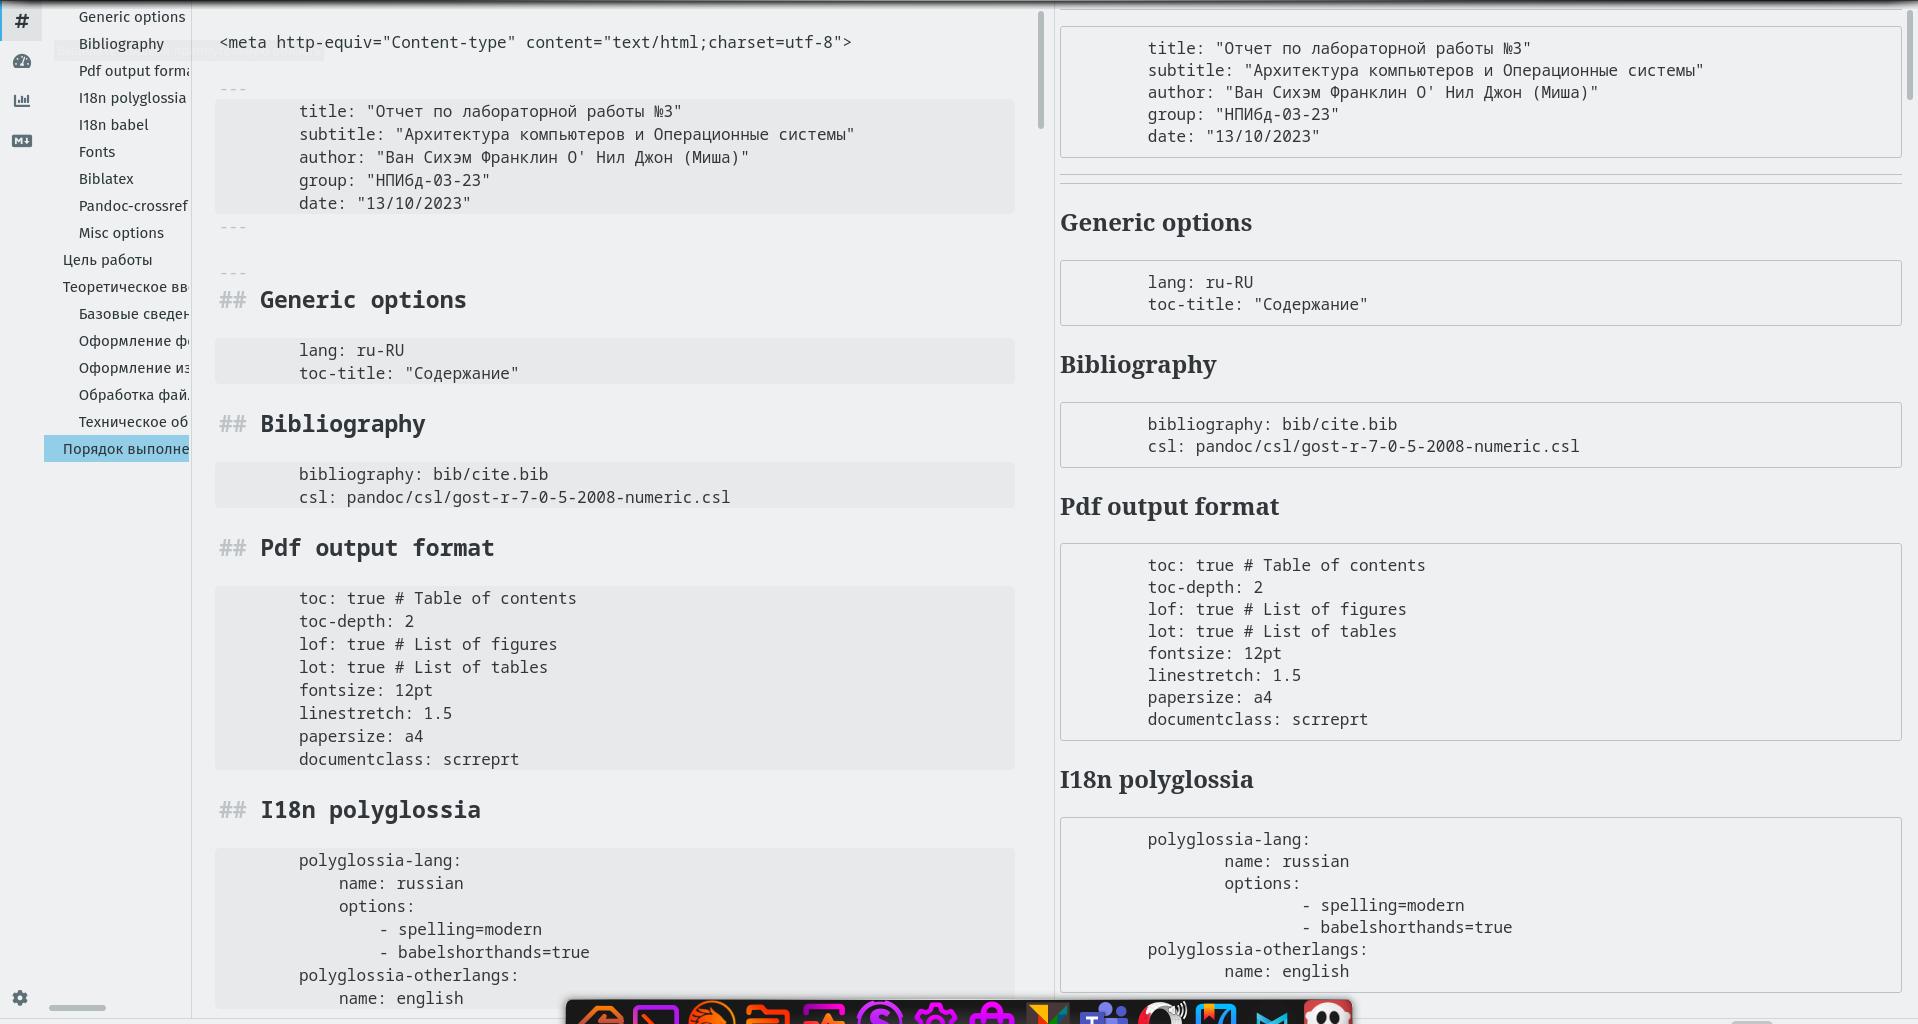 #
Generic options
Bibliography
Pdf output forma
I18n polyglossia
I18n babel
Fonts
Biblatex
Pandoc-crossref
Misc options
Цель работы
Теоретическое вв
Базовые сведен
Оформление ф
Оформление из
Обработка фай
Техническое об
Порядок выполне
<meta http-equiv="Content-type" content="text/html;charset=utf-8">
---
title: "Отчет по лабораторной работы №3"
subtitle: "Архитектура компьютеров и Операционные системы"
author: "Ван Сихэм Франклин О' Нил Джон (Миша)"
group: "НПИбд-03-23"
date: "13/10/2023"
---
---
## Generic options
lang: ru-RU
toc-title: "Содержание"
## Bibliography
bibliography: bib/cite.bib
csl: pandoc/csl/gost-r-7-0-5-2008-numeric.csl
## Pdf output format
toc: true # Table of contents
toc-depth: 2
lof: true # List of figures
lot: true # List of tables
fontsize: 12pt
linestretch: 1.5
papersize: a4
documentclass: scrreprt
## I18n polyglossia
polyglossia-lang:
name: russian
options:
- spelling=modern
- babelshorthands=true
polyglossia-otherlangs:
name: english
title: "Отчет по лабораторной работы №3"
subtitle: "Архитектура компьютеров и Операционные системы"
author: "Ван Сихэм Франклин О' Нил Джон (Миша)"
group: "НПИбд-03-23"
date: "13/10/2023"
Generic options
lang: ru-RU
toc-title: "Содержание"
Bibliography
bibliography: bib/cite.bib
csl: pandoc/csl/gost-r-7-0-5-2008-numeric.csl
Pdf output format
toc: true # Table of contents
toc-depth: 2
lof: true # List of figures
lot: true # List of tables
fontsize: 12pt
linestretch: 1.5
papersize: a4
documentclass: scrreprt
I18n polyglossia
polyglossia-lang:
name: russian
options:
- spelling=modern
- babelshorthands=true
polyglossia-otherlangs:
name: english